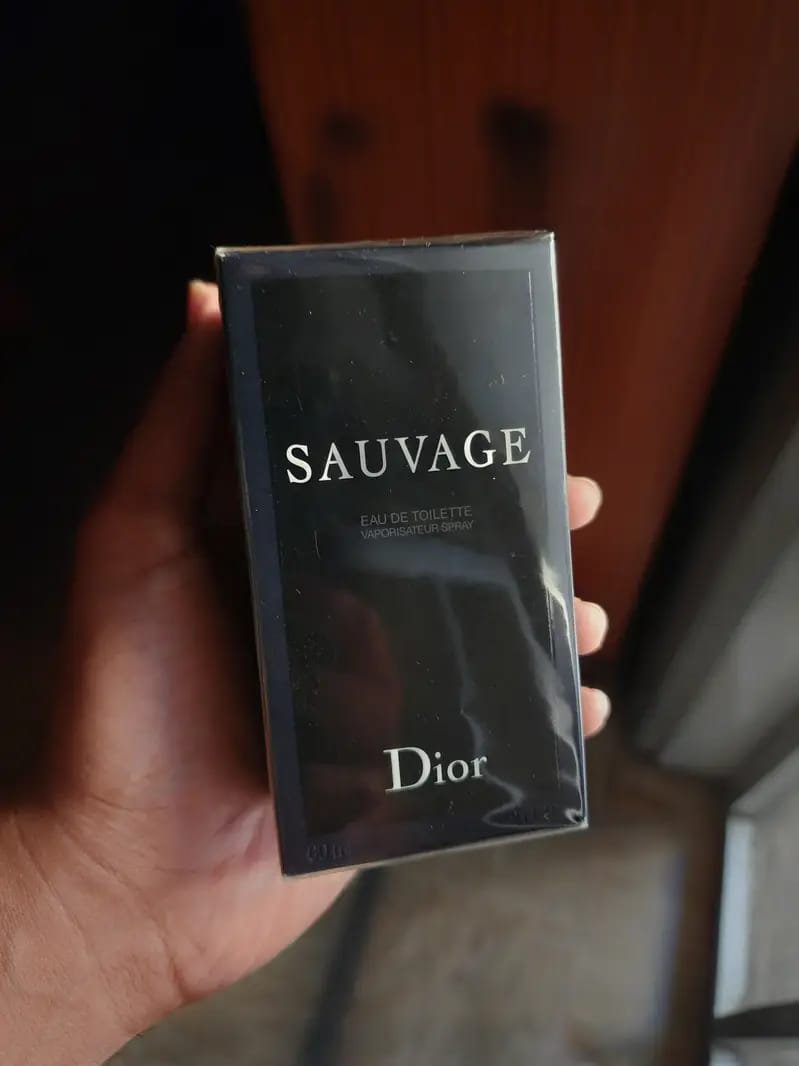 SAUVAGE
EAU DE TOILETTE
VAPORISATEUR SPRAY
Dior